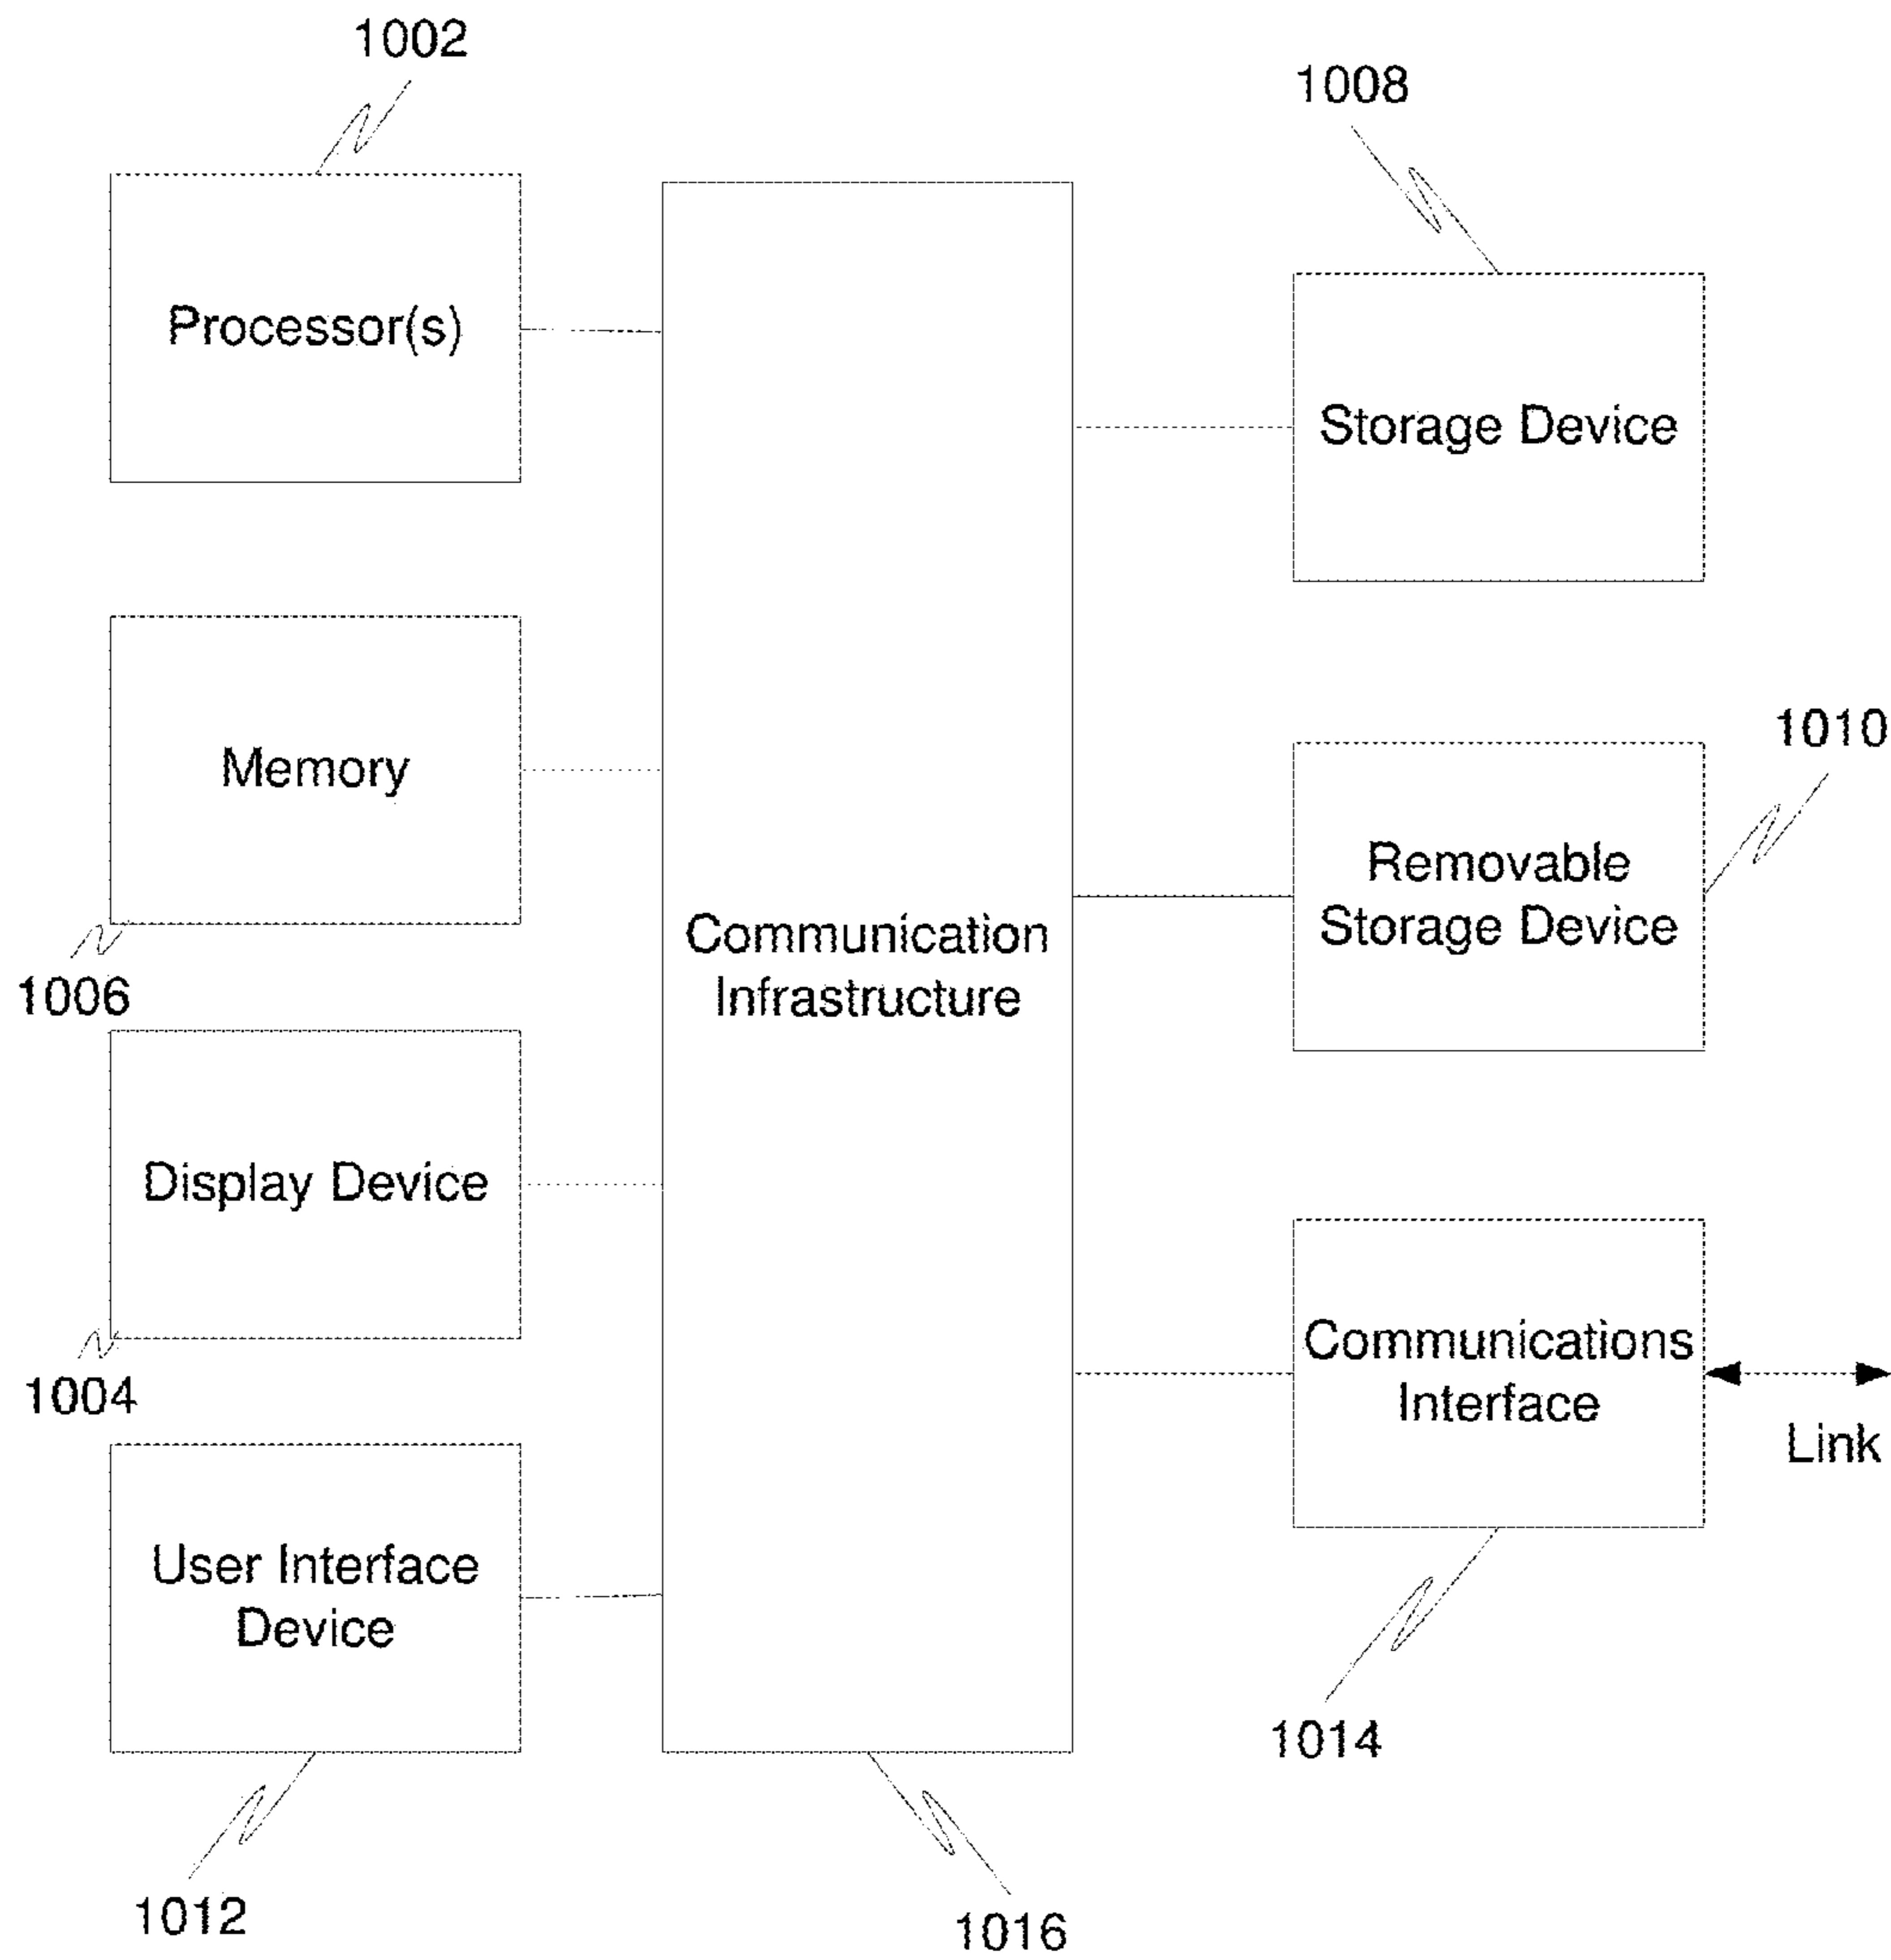 1002
1008
Processor(s)
Storage Device
Memory
1006
1010
Removable
Storage Device
Communication
Infrastructure
Display Device
1004
Communications
Interface
Link
User Interface
Device
1014
1012
1016